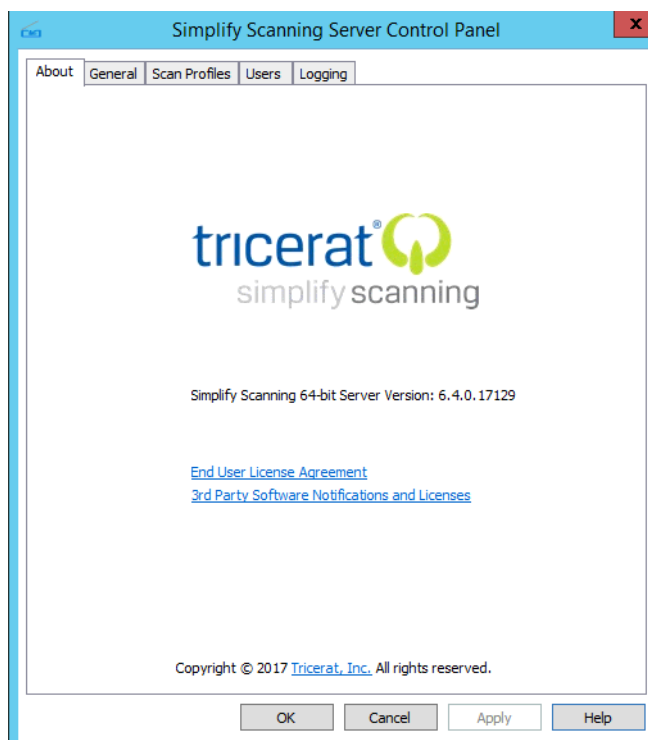 Simplify Scanning Server Control Panel
x
About General Scan Profiles Users Logging
tricerat®
simplify scanning
Simplify Scanning 64-bit Server Version: 6.4.0.17129
End User License Agreement
3rd Party Software Notifications and Licenses
Copyright © 2017 Tricerat, Inc. All rights reserved.
OK Cancel Apply Help